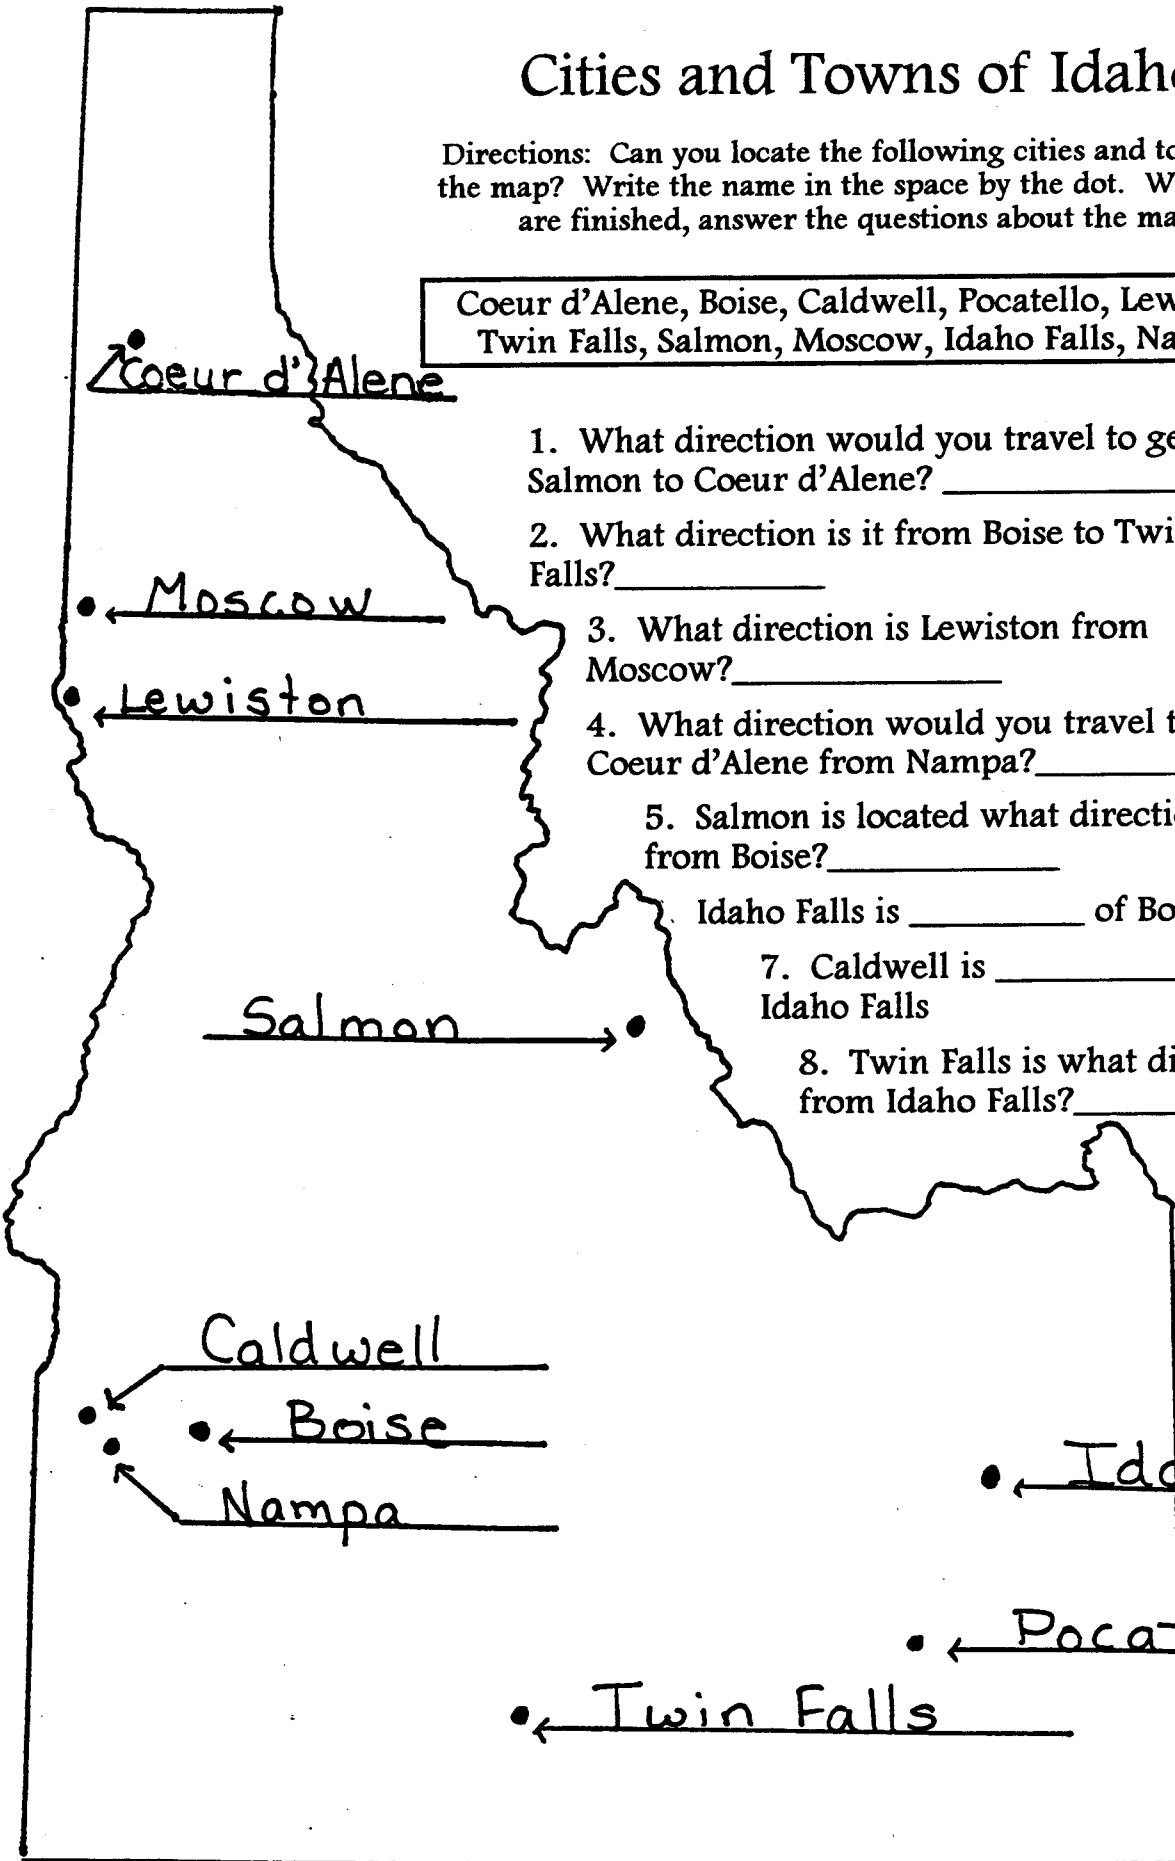 Cities and Towns of Idah
Directions: Can you locate the following cities and to
the map? Write the name in the space by the dot. W
are finished, answer the questions about the ma
Coeur d'Alene, Boise, Caldwell, Pocatello, Lew
Twin Falls, Salmon, Moscow, Idaho Falls, Na
Coeur d'Alene
1. What direction would you travel to ge
Salmon to Coeur d'Alene?
2. What direction is it from Boise to Twi
Falls?
Moscow
3. What direction is Lewiston from
Moscow?
Lewiston
4. What direction would you travel t
Coeur d'Alene from Nampa?
5. Salmon is located what directi
from Boise?
Idaho Falls is of Bo
7. Caldwell is
Idaho Falls
Salmon
8. Twin Falls is what di
from Idaho Falls?
Caldwell
Boise
Ida
Nampa
Pocat
Twin Falls